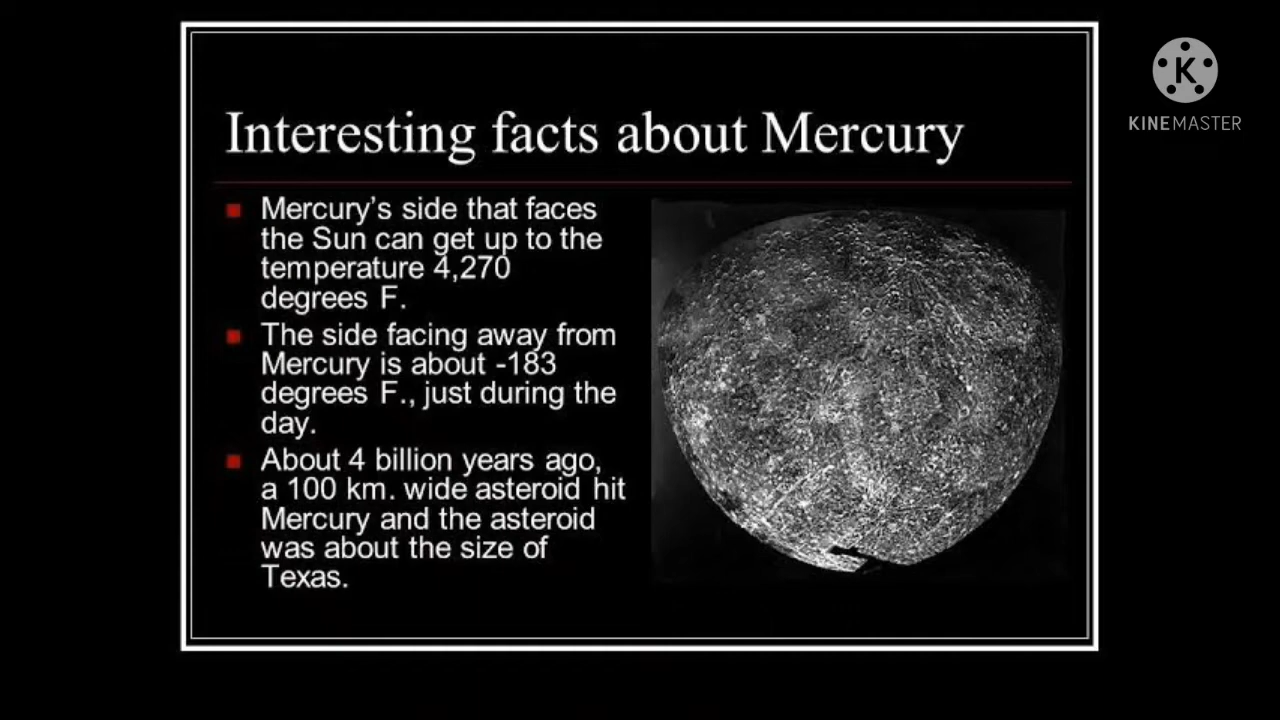 Interesting facts about Mercury
Mercury's side that faces
the Sun can get up to the
temperature 4,270
degrees F.
The side facing away from
Mercury is about -183
degrees F., just during the
day.
About 4 billion years ago,
a 100 km. wide asteroid hit
Mercury and the asteroid
was about the size of
Texas.
K
KINEMASTER